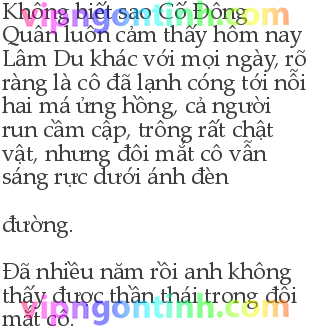 Không biết sao Cố Đông
Quân luôn cảm thấy hôm nay
Lâm Du khác với mọi ngày, rõ
ràng là cô đã lạnh cóng tới nỗi
hai má ửng hồng, cả người
run cầm cập, trông rất chật
vật, nhưng đôi mắt cô vẫn
sáng rực dưới ánh đèn
đường.
Đã nhiều năm rồi anh không
thấy được thần thái trong đôi
mắt cô.
vipngontinh.com
vipngontinh.com
vipngontinh.com